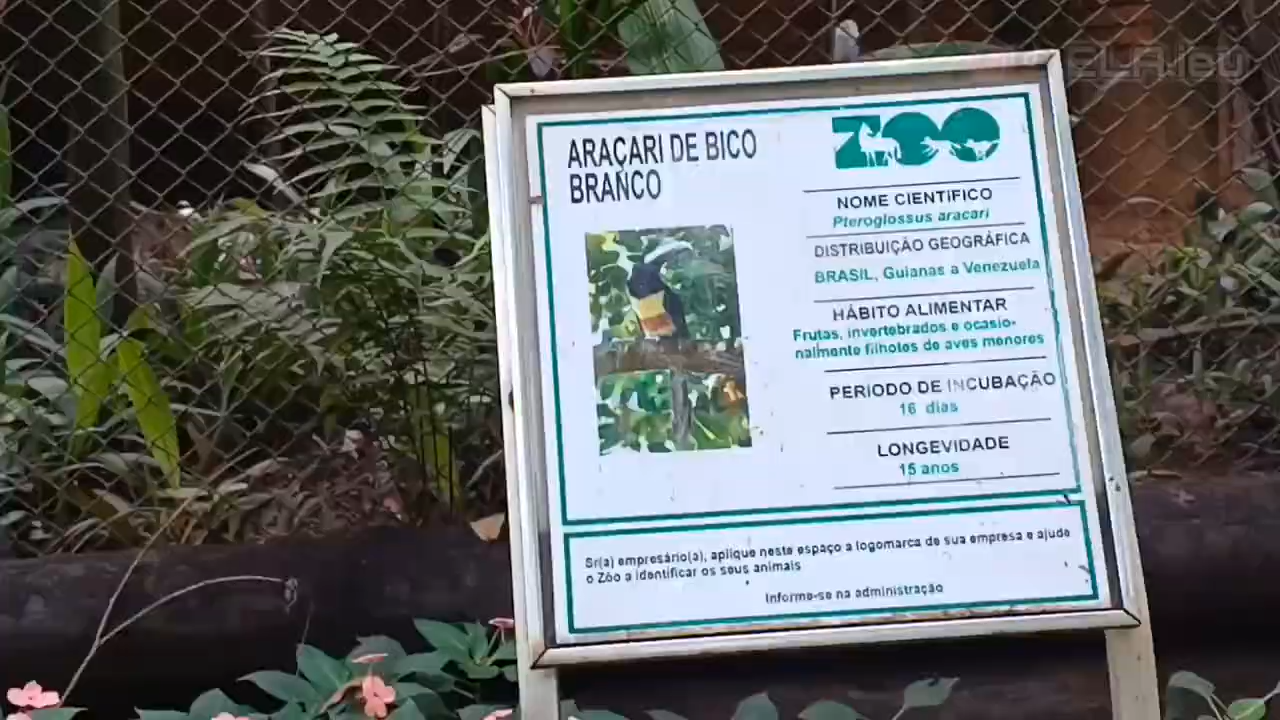 ARAÇARI DE BICO
BRANCO
ZOO
NOME CIENTIFICO
Pteroglossus aracari
DISTRIBUIÇÃO GEOGRÁFICA
BRASIL, Guianas a Venezuela
HÁBITO ALIMENTAR
Frutas, invertebrados e ocasio-
nalmente filhotes de aves menores
PERIODO DE INCUBAÇÃO
16 dias
LONGEVIDADE
15 anos
Sr(a) empresário(a), aplique neste espaço a logomarca de sua empresa e ajude
o Zôo a identificar os seus animais
Informe-se na administração